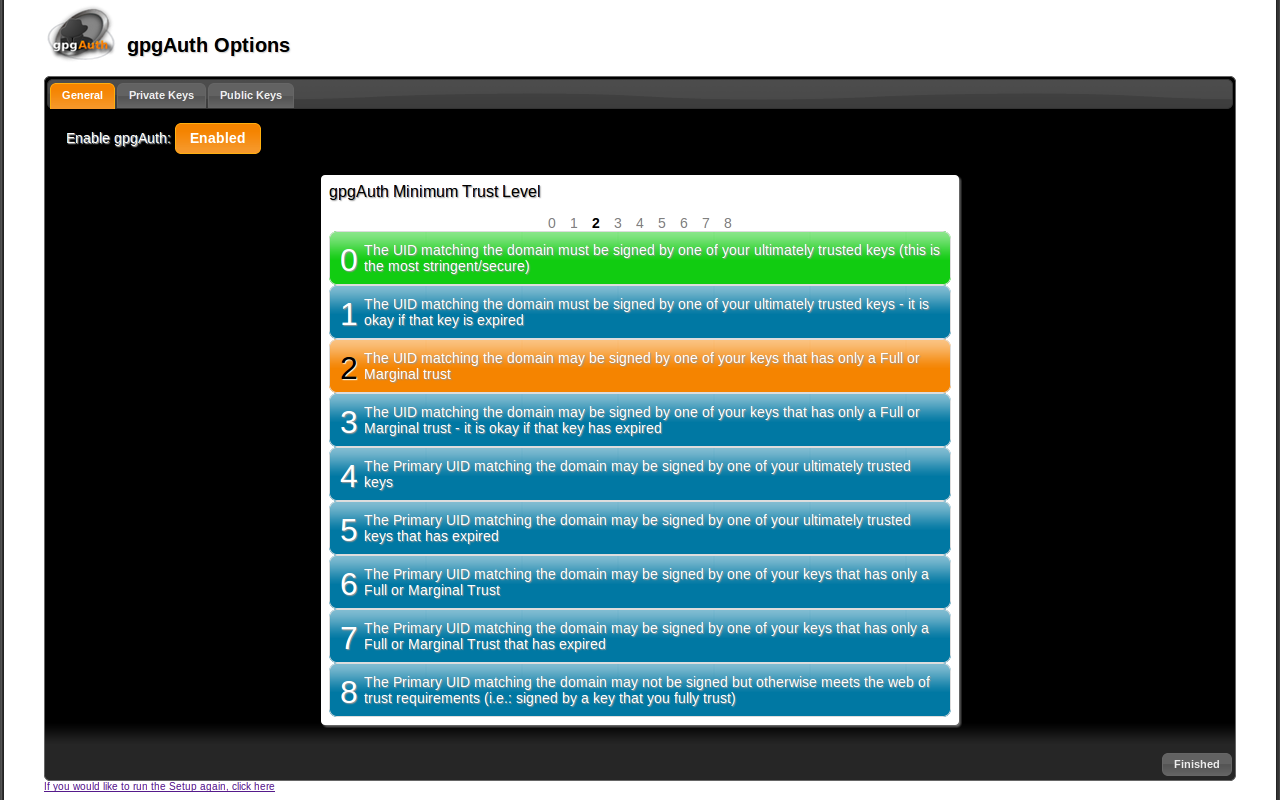 gpgAuth
gpgAuth Options
General Private Keys Public Keys
Enable gpgAuth: Enabled
gpgAuth Minimum Trust Level
0 1 2 3 4 5 6 7 8
0 The UID matching the domain must be signed by one of your ultimately trusted keys (this is
the most stringent/secure)
1 The UID matching the domain must be signed by one of your ultimately trusted keys - it is
okay if that key is expired
2 The UID matching the domain may be signed by one of your keys that has only a Full or
Marginal trust
3 The UID matching the domain may be signed by one of your keys that has only a Full or
Marginal trust - it is okay if that key has expired
4 The Primary UID matching the domain may be signed by one of your ultimately trusted
keys
5 The Primary UID matching the domain may be signed by one of your ultimately trusted
keys that has expired
6 The Primary UID matching the domain may be signed by one of your keys that has only a
Full or Marginal Trust
7 The Primary UID matching the domain may be signed by one of your keys that has only a
Full or Marginal Trust that has expired
8 The Primary UID matching the domain may not be signed but otherwise meets the web of
trust requirements (i.e.: signed by a key that you fully trust)
Finished
If you would like to run the Setup again, click here